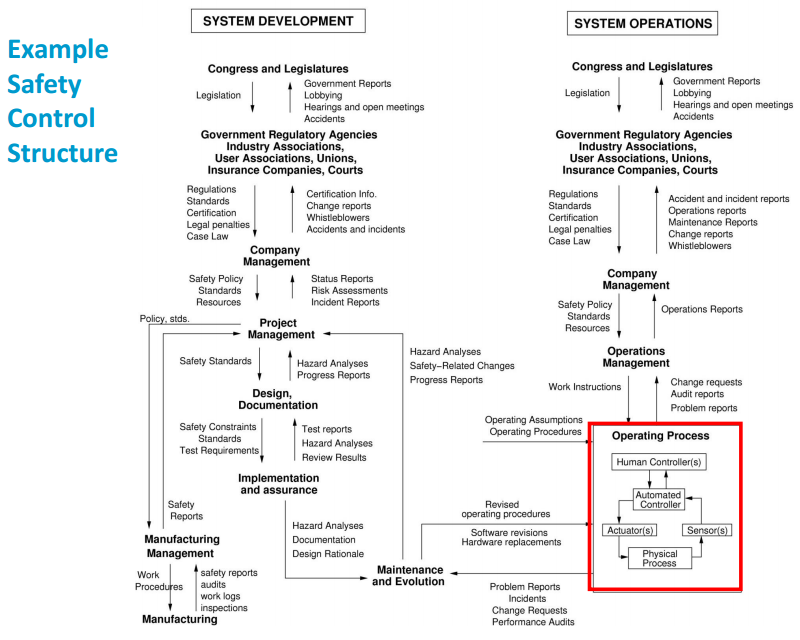 SYSTEM DEVELOPMENT
SYSTEM OPERATIONS
Example
Safety
Control
Structure
Congress and Legislatures
Legislation
Government Reports
Lobbying
Hearings and open meetings
Accidents
Government Regulatory Agencies
Industry Associations,
User Associations, Unions,
Insurance Companies, Courts
Regulations
Standards
Certification
Legal penalties
Case Law
Certification Info.
Change reports
Whistleblowers
Accidents and incidents
Company
Management
Safety Policy
Standards
Resources
Status Reports
Risk Assessments
Incident Reports
Policy, stds.
Project
Management
Safety Standards
Hazard Analyses
Progress Reports
Design,
Documentation
Safety Constraints
Standards
Test Requirements
Test reports
Hazard Analyses
Review Results
Implementation
and assurance
Safety
Reports
Hazard Analyses
Documentation
Design Rationale
Manufacturing
Management
Work
Procedures
safety reports
audits
work logs
inspections
Manufacturing
Hazard Analyses
Safety−Related Changes
Progress Reports
Maintenance
and Evolution
Congress and Legislatures
Legislation
Government Reports
Lobbying
Hearings and open meetings
Accidents
Government Regulatory Agencies
Industry Associations,
User Associations, Unions,
Insurance Companies, Courts
Regulations
Standards
Certification
Legal penalties
Case Law
Accident and incident reports
Operations reports
Maintenance Reports
Change reports
Whistleblowers
Company
Management
Safety Policy
Standards
Resources
Operations Reports
Operations
Management
Work Instructions
Change requests
Audit reports
Problem reports
Operating Assumptions
Operating Procedures
Operating Process
Human Controller(s)
Automated
Controller
Actuator(s)
Sensor(s)
Physical
Process
Revised
operating procedures
Software revisions
Hardware replacements
Problem Reports
Incidents
Change Requests
Performance Audits